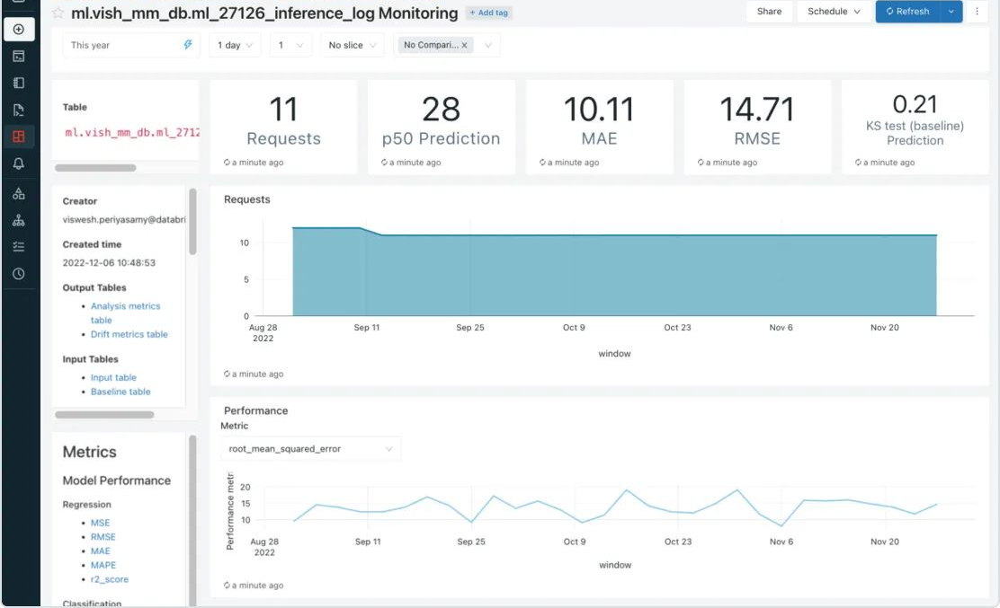 ml.vish_mm_db.ml_27126_inference_log Monitoring
+ Add tag
Share
Schedule
Refresh
This year
1 day
1
No slice
No Compari...
Table
ml.vish_mm_db.ml_2712
11
Requests
a minute ago
28
p50 Prediction
a minute ago
10.11
MAE
a minute ago
14.71
RMSE
a minute ago
0.21
KS test (baseline)
Prediction
a minute ago
Creator
viswesh.periyasamy@databri
Created time
2022-12-06 10:48:53
Output Tables
Analysis metrics
table
Drift metrics table
Input Tables
Input table
Baseline table
Requests
10
5
0
Aug 28
2022
Sep 11
Sep 25
Oct 9
Oct 23
Nov 6
Nov 20
window
a minute ago
Metrics
Model Performance
Regression
MSE
RMSE
MAE
MAPE
r2_score
Classification
Performance
Metric
root_mean_squared_error
Performance metri
20
15
10
Aug 28
2022
Sep 11
Sep 25
Oct 9
Oct 23
Nov 6
Nov 20
window
a minute ago